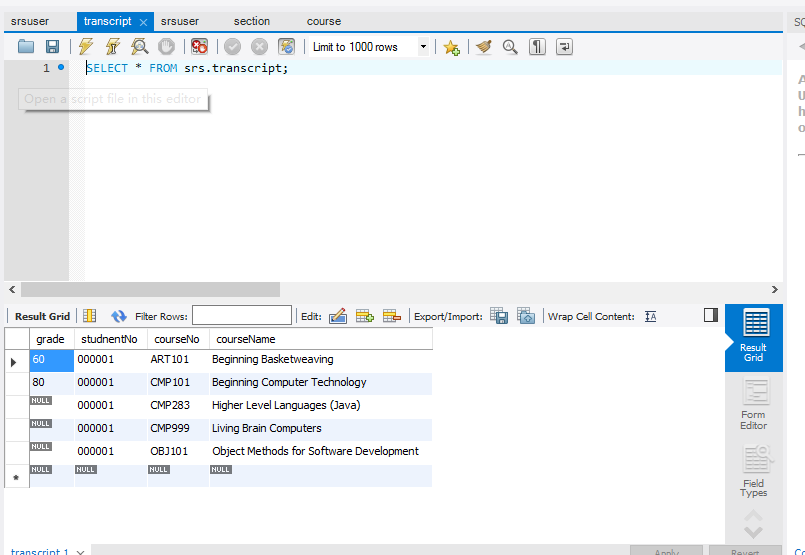 srsuser transcript srsuser section course
SQ
Limit to 1000 rows
1 SELECT * FROM srs.transcript;
Open a script file in this editor
A
U
h
o
Result Grid Filter Rows: Edit: Export/Import: Wrap Cell Content:
grade studnentNo courseNo courseName
60 000001 ART101 Beginning Basketweaving
80 000001 CMP101 Beginning Computer Technology
NULL 000001 CMP283 Higher Level Languages (Java)
NULL 000001 CMP999 Living Brain Computers
NULL 000001 OBJ101 Object Methods for Software Development
* NULL NULL NULL NULL
Result
Grid
Form
Editor
Field
Types
transcript 1 Apply Revert Co